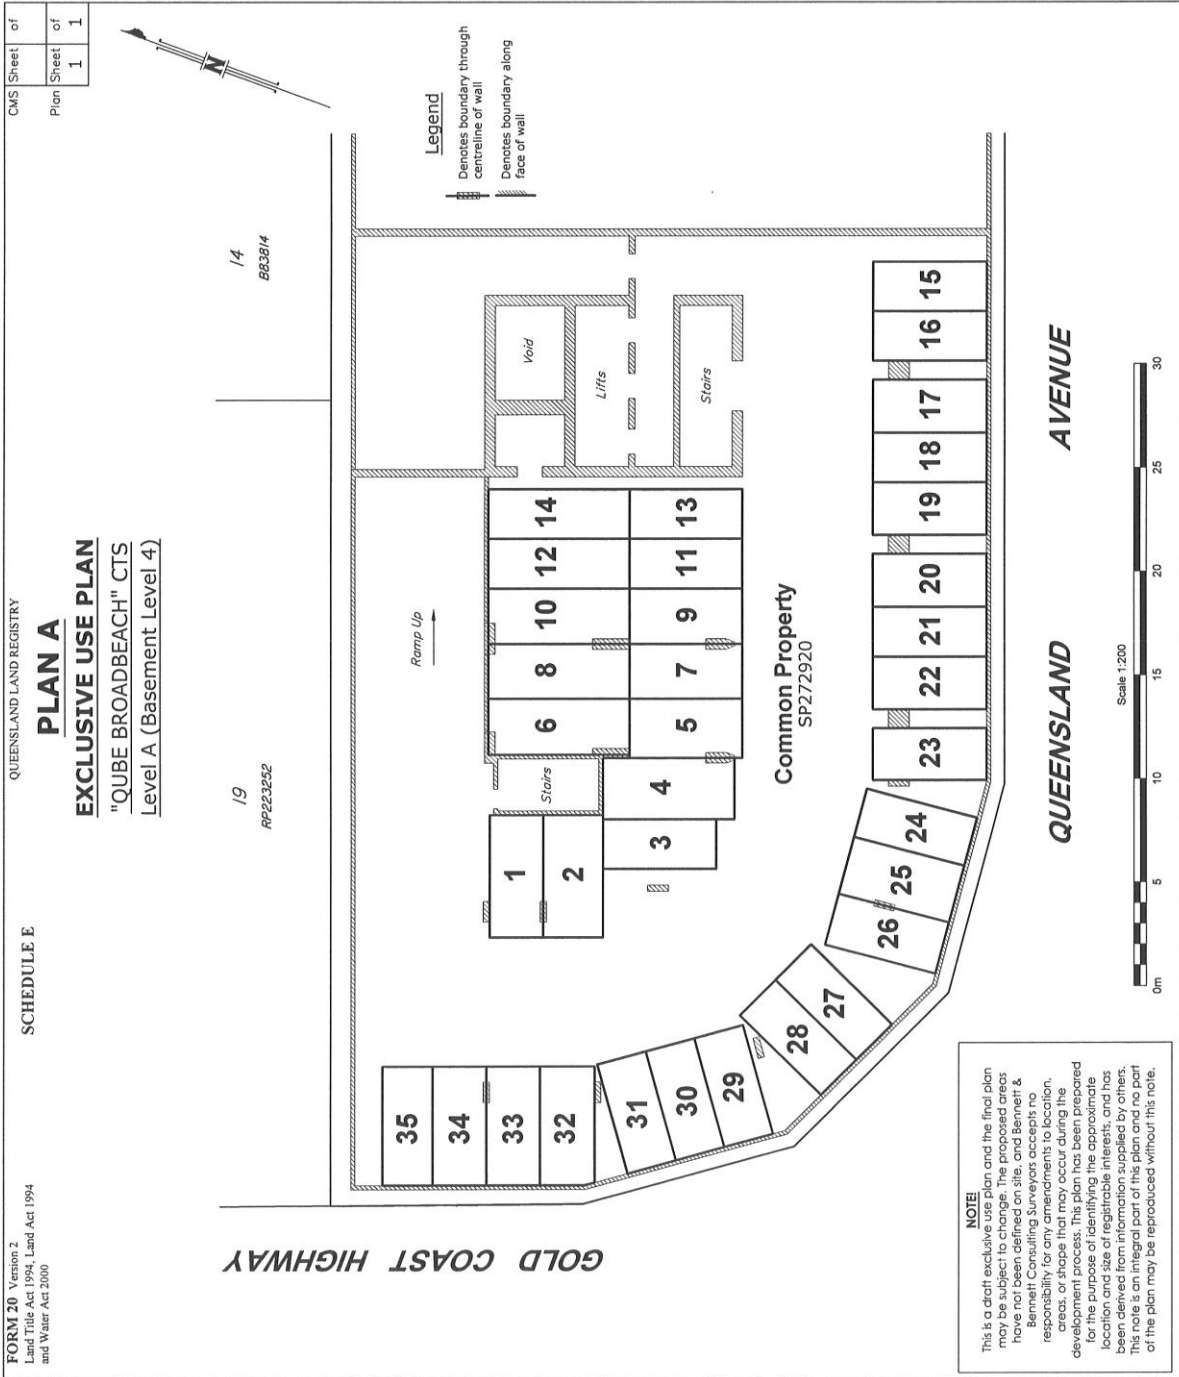 FORM 20 Version 2
Land Title Act 1994, Land Act 1994
and Water Act 2000
SCHEDULE E
QUEENSLAND LAND REGISTRY
CMS Sheet of
Plan Sheet of
1 1
PLAN A
EXCLUSIVE USE PLAN
"QUBE BROADBEACH" CTS
Level A (Basement Level 4)
N
19
RP223252
14
B83814
Legend
Denotes boundary through
centreline of wall
Denotes boundary along
face of wall
Ramp Up
Void
Lifts
Stairs
Stairs
1
2
3
4
5
6
7
8
9
10
11
12
13
14
15
16
17
18
19
20
21
22
23
24
25
26
27
28
29
30
31
32
33
34
35
Common Property
SP272920
GOLD COAST HIGHWAY
QUEENSLAND AVENUE
Scale 1:200
0m 5 10 15 20 25 30
NOTE!
This is a draft exclusive use plan and the final plan
may be subject to change. The proposed areas
have not been defined on site, and Bennett &
Bennett Consulting Surveyors accepts no
responsibility for any amendments to location,
areas, or shape that may occur during the
development process. This plan has been prepared
for the purpose of identifying the approximate
location and size of registrable interests, and has
been derived from information supplied by others.
This note is an integral part of this plan and no part
of the plan may be reproduced without this note.